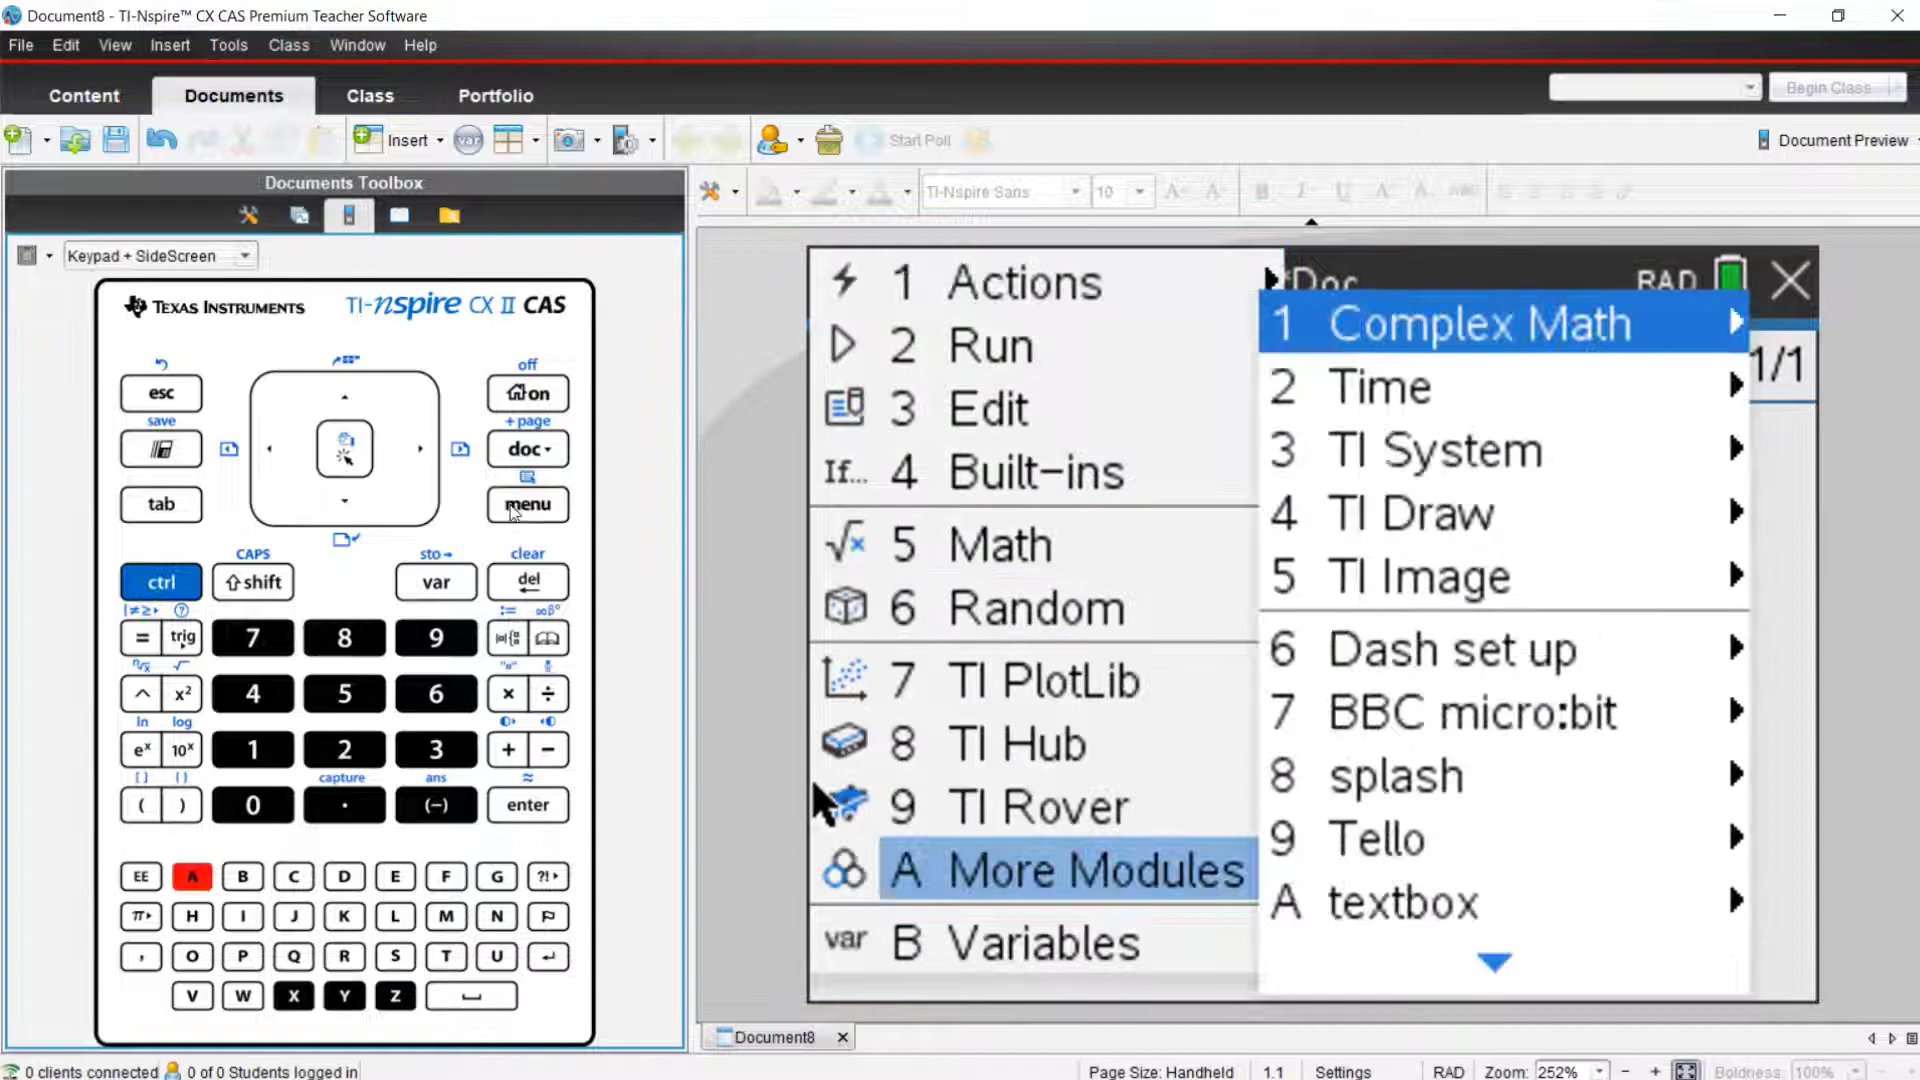 Document8 - TI-Nspire™ CX CAS Premium Teacher Software
File Edit View Insert Tools Class Window Help
Content Documents Class Portfolio
Begin Class
Insert
Start Poll
Document Preview
Documents Toolbox
TI-Nspire Sans 10
Keypad + SideScreen
TEXAS INSTRUMENTS TI-nspire CX II CAS
off
esc on
save + page
doc
tab menu
CAPS sto→ clear
ctrl shift var del
= trig 7 8 9
^ x² 4 5 6 × ÷
ln log
eˣ 10ˣ 1 2 3 + −
[ ] { } capture ans ≈
( ) 0 . (−) enter
EE A B C D E F G ?!
π H I J K L M N
, O P Q R S T U
V W X Y Z
1 Actions
2 Run
3 Edit
If... 4 Built-ins
5 Math
6 Random
7 TI PlotLib
8 TI Hub
9 TI Rover
A More Modules
var B Variables
*Doc RAD
1/1
1 Complex Math
2 Time
3 TI System
4 TI Draw
5 TI Image
6 Dash set up
7 BBC micro:bit
8 splash
9 Tello
A textbox
Document8
0 clients connected 0 of 0 Students logged in
Page Size: Handheld 1.1 Settings RAD Zoom: 252% − + Boldness: 100%